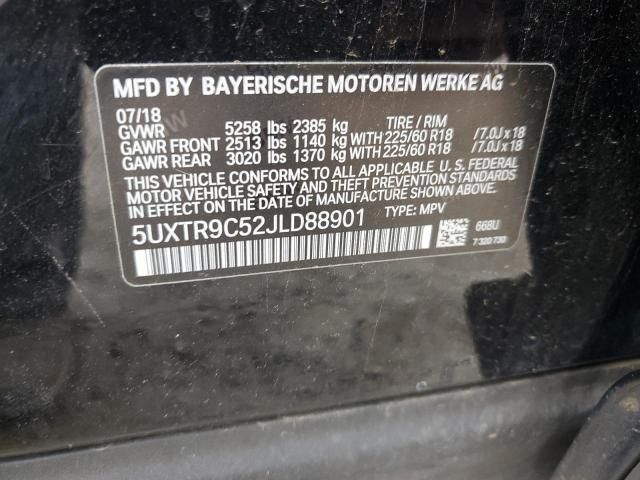 MFD BY BAYERISCHE MOTOREN WERKE AG
07/18
GVWR 5258 lbs 2385 kg TIRE / RIM
GAWR FRONT 2513 lbs 1140 kg WITH 225/60 R18 /7.0J x 18
GAWR REAR 3020 lbs 1370 kg WITH 225/60 R18 /7.0J x 18
THIS VEHICLE CONFORMS TO ALL APPLICABLE U. S. FEDERAL
MOTOR VEHICLE SAFETY AND THEFT PREVENTION STANDARDS IN
EFFECT ON THE DATE OF MANUFACTURE SHOWN ABOVE.
5UXTR9C52JLD88901 TYPE: MPV
668U
7 320 730